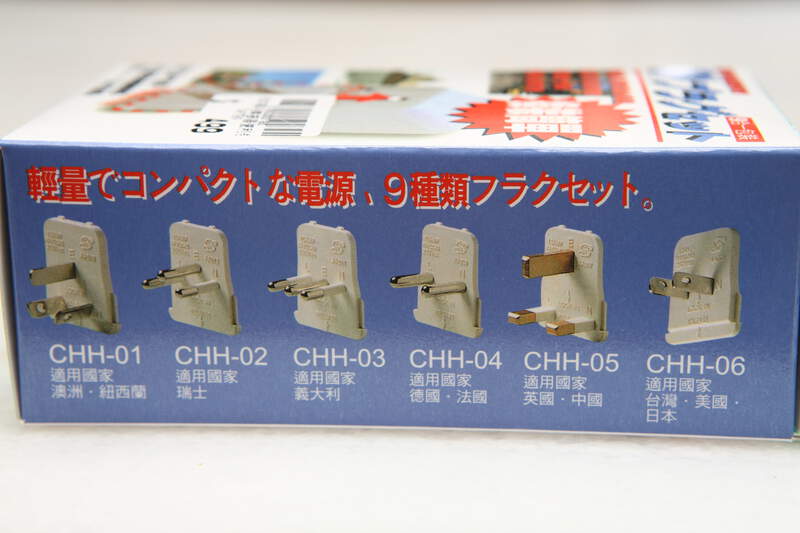 499
輕量でコンパクトな電源、9種類フラクセット。
CHH-01
適用國家
澳洲・紐西蘭
CHH-02
適用國家
瑞士
CHH-03
適用國家
義大利
CHH-04
適用國家
德國・法國
CHH-05
適用國家
英國・中國
CHH-06
適用國家
台灣・美國・
日本